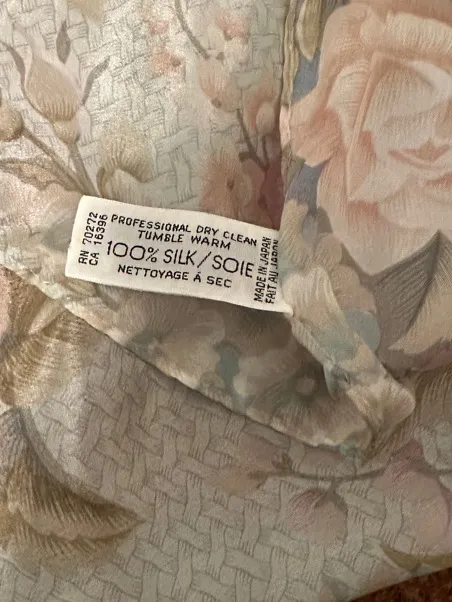 RN 70272
CA 16396
PROFESSIONAL DRY CLEAN
TUMBLE WARM
100% SILK/SOIE
NETTOYAGE Á SEC
MADE IN JAPAN
FAIT AU JAPON